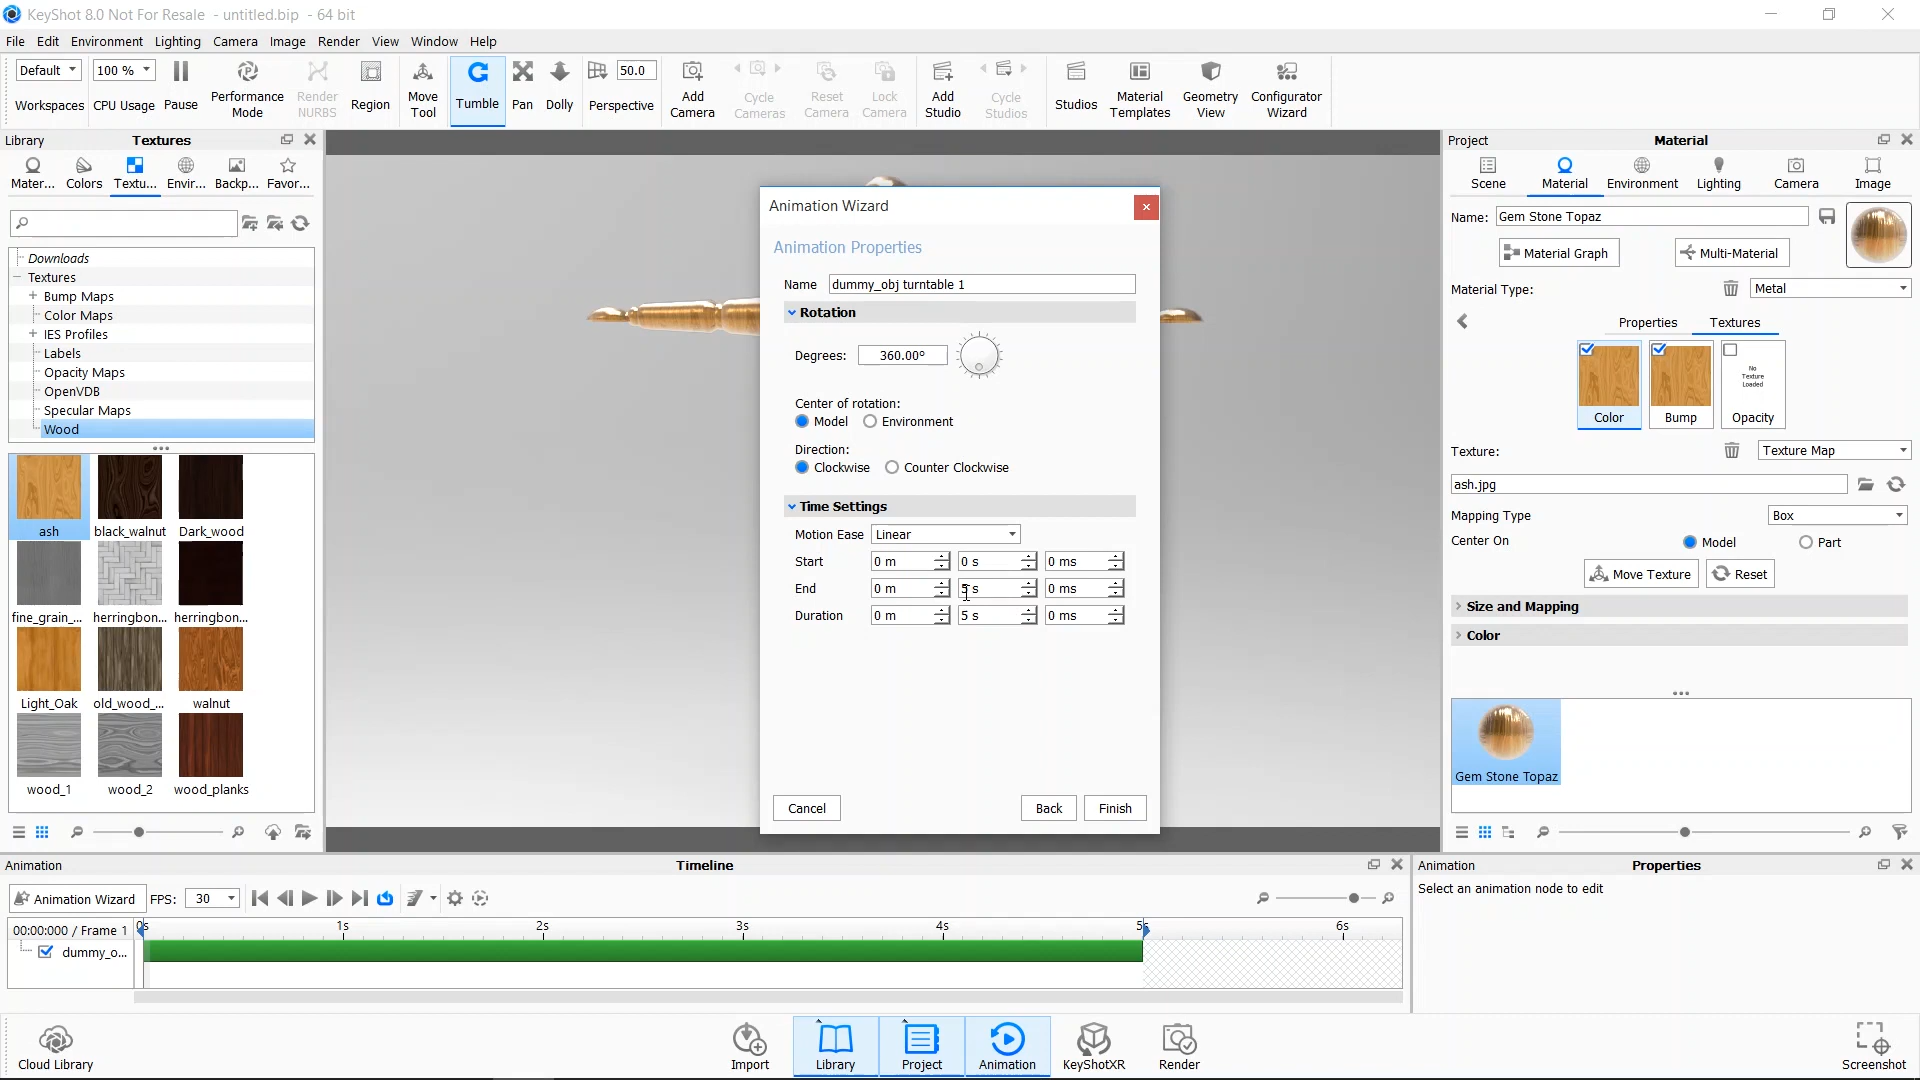 KeyShot 8.0 Not For Resale - untitled.bip - 64 bit
File Edit Environment Lighting Camera Image Render View Window Help
Default 100 % 50.0
Workspaces CPU Usage Pause Performance Mode Render NURBS Region Move Tool Tumble Pan Dolly Perspective Add Camera Cycle Cameras Reset Camera Lock Camera Add Studio Cycle Studios Studios Material Templates Geometry View Configurator Wizard
Library Textures
Mater... Colors Textu... Envir... Backp... Favor...
Downloads
Textures
Bump Maps
Color Maps
IES Profiles
Labels
Opacity Maps
OpenVDB
Specular Maps
Wood
ash black_walnut Dark_wood
fine_grain_... herringbon... herringbon...
Light_Oak old_wood_... walnut
wood_1 wood_2 wood_planks
Animation Wizard
Animation Properties
Name dummy_obj turntable 1
Rotation
Degrees: 360.00°
Center of rotation:
Model Environment
Direction:
Clockwise Counter Clockwise
Time Settings
Motion Ease Linear
Start 0 m 0 s 0 ms
End 0 m 5 s 0 ms
Duration 0 m 5 s 0 ms
Cancel Back Finish
Project Material
Scene Material Environment Lighting Camera Image
Name: Gem Stone Topaz
Material Graph Multi-Material
Material Type: Metal
Properties Textures
No Texture Loaded
Color Bump Opacity
Texture: Texture Map
ash.jpg
Mapping Type Box
Center On Model Part
Move Texture Reset
Size and Mapping
Color
Gem Stone Topaz
Animation Timeline
Animation Wizard FPS: 30
00:00:000 / Frame 1 0s 1s 2s 3s 4s 5s 6s
dummy_o...
Animation Properties
Select an animation node to edit
Cloud Library Import Library Project Animation KeyShotXR Render Screenshot